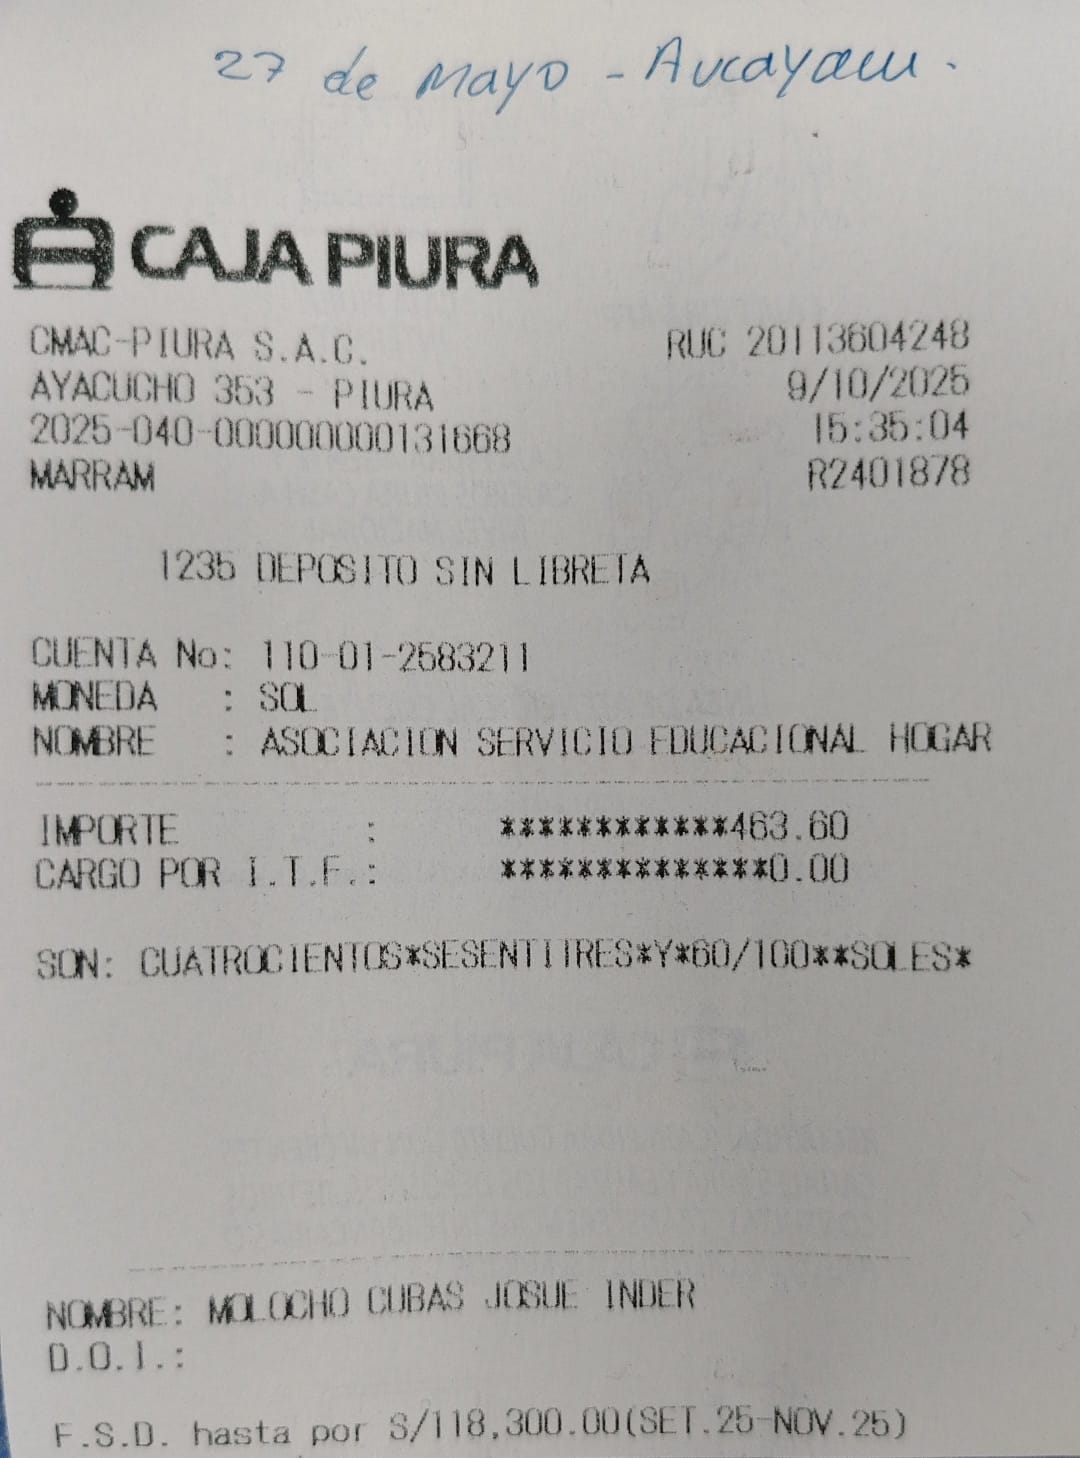 27 de Mayo - Aucayacu.
CAJA PIURA
CMAC-PIURA S.A.C. RUC 20113604248
AYACUCHO 353 - PIURA 9/10/2025
2025-040-000000000131668 15:35:04
MARRAM R2401878
1235 DEPOSITO SIN LIBRETA
CUENTA No: 110-01-2583211
MONEDA : SOL
NOMBRE : ASOCIACION SERVICIO EDUCACIONAL HOGAR
IMPORTE : ************463.60
CARGO POR I.T.F.: **************0.00
SON: CUATROCIENTOS*SESENTITRES*Y*60/100**SOLES*
NOMBRE: MOLOCHO CUBAS JOSUE INDER
D.O.I.:
F.S.D. hasta por S/118,300.00(SET.25-NOV.25)